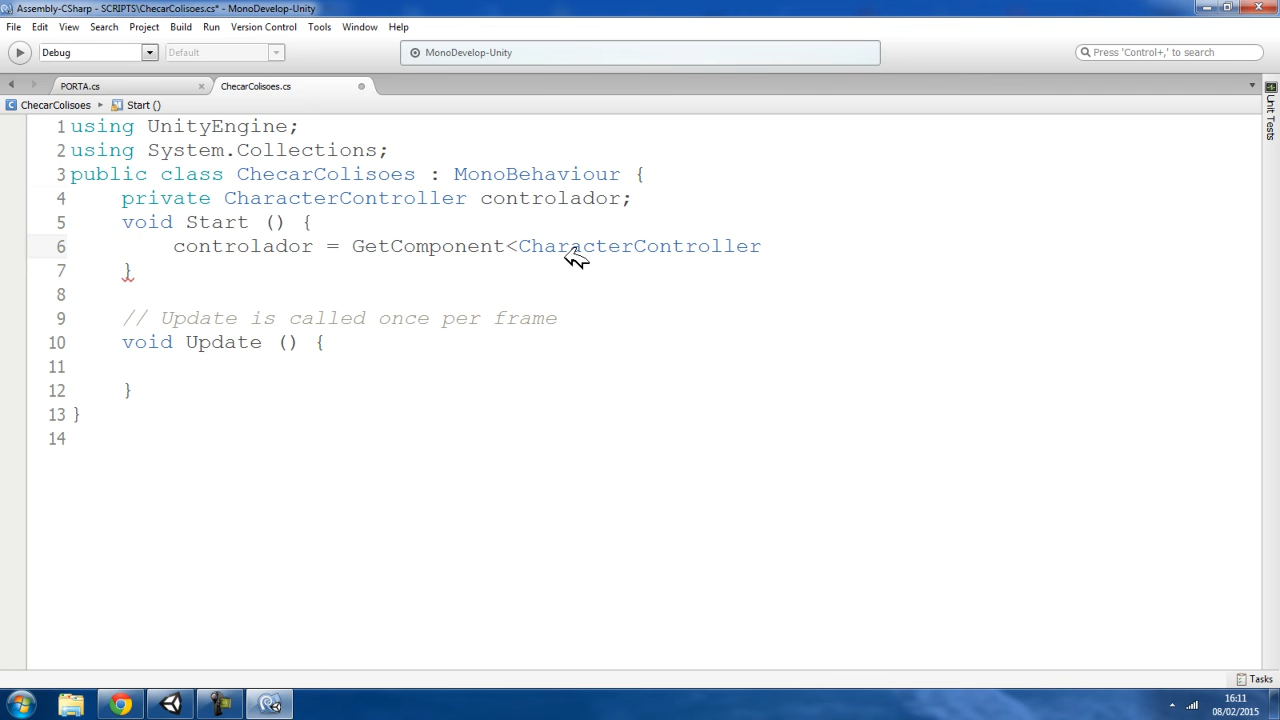 Assembly-CSharp - SCRIPTS\ChecarColisoes.cs* - MonoDevelop-Unity
File Edit View Search Project Build Run Version Control Tools Window Help
Debug Default MonoDevelop-Unity Press 'Control+,' to search
PORTA.cs ChecarColisoes.cs
ChecarColisoes Start ()
Unit Tests
1 using UnityEngine;
2 using System.Collections;
3 public class ChecarColisoes : MonoBehaviour {
4 private CharacterController controlador;
5 void Start () {
6 controlador = GetComponent<CharacterController
7 }
8
9 // Update is called once per frame
10 void Update () {
11
12 }
13 }
14
Tasks
16:11
08/02/2015